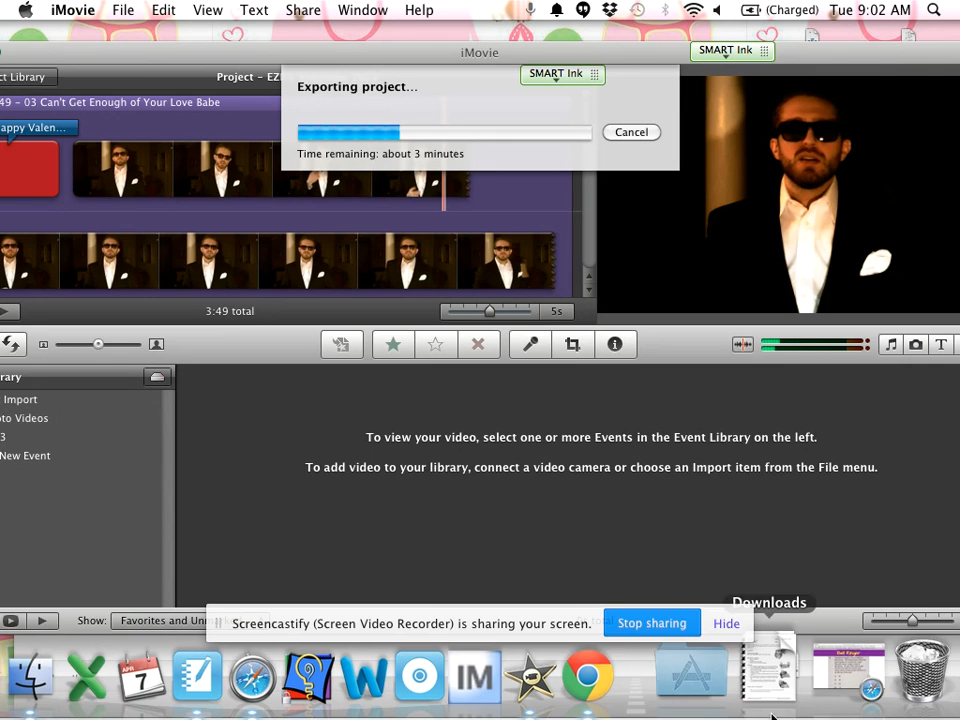 iMovie File Edit View Text Share Window Help (Charged) Tue 9:02 AM
iMovie
SMART Ink
ct Library
Project - EZ
SMART Ink
Exporting project...
49 - 03 Can't Get Enough of Your Love Babe
appy Valen...
Cancel
Time remaining: about 3 minutes
3:49 total
5s
T
rary
t Import
oto Videos
3
New Event
To view your video, select one or more Events in the Event Library on the left.
To add video to your library, connect a video camera or choose an Import item from the File menu.
Downloads
Show: Favorites and Unm
Screencastify (Screen Video Recorder) is sharing your screen. Stop sharing Hide
APR
7
W
IM